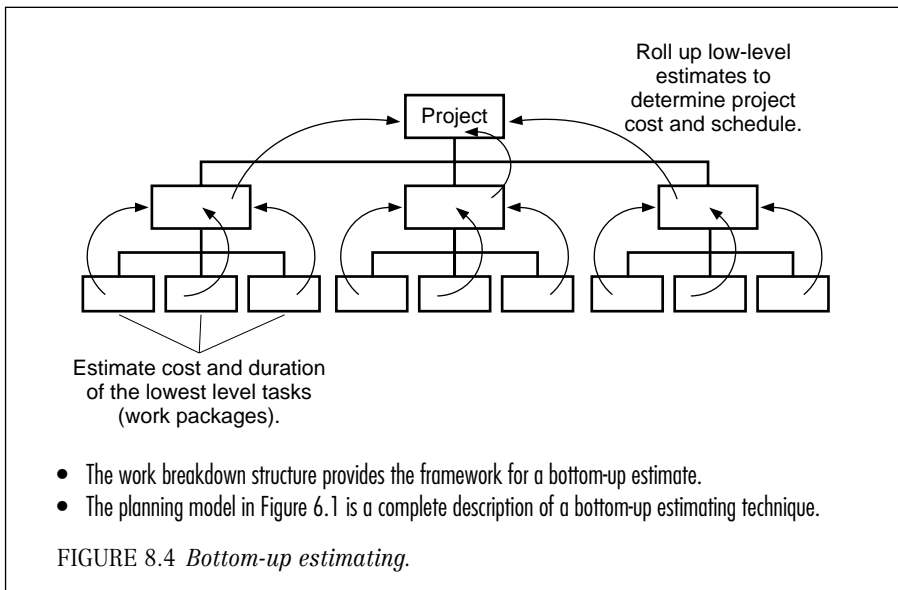 Roll up low-level
estimates to
determine project
cost and schedule.
Project
Estimate cost and duration
of the lowest level tasks
(work packages).
• The work breakdown structure provides the framework for a bottom-up estimate.
• The planning model in Figure 6.1 is a complete description of a bottom-up estimating technique.
FIGURE 8.4 Bottom-up estimating.